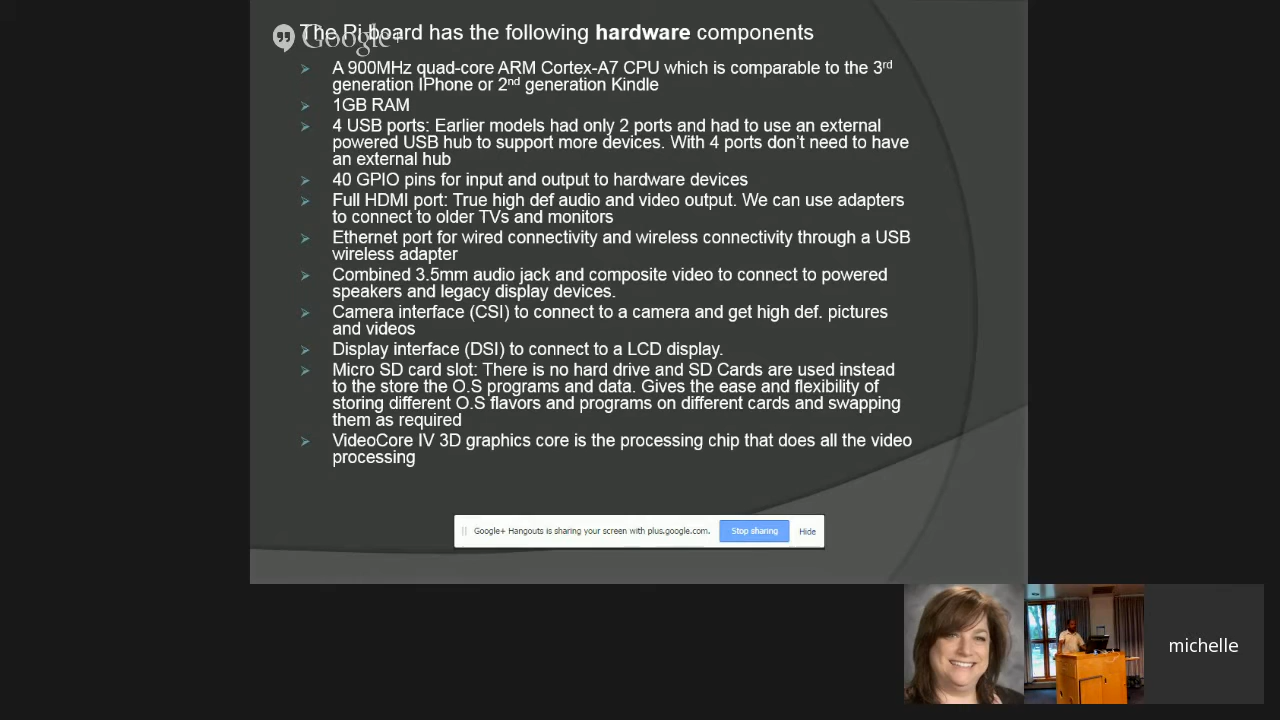 The Pi board has the following hardware components
Google+
A 900MHz quad-core ARM Cortex-A7 CPU which is comparable to the 3rd
generation IPhone or 2nd generation Kindle
1GB RAM
4 USB ports: Earlier models had only 2 ports and had to use an external
powered USB hub to support more devices. With 4 ports don't need to have
an external hub
40 GPIO pins for input and output to hardware devices
Full HDMI port: True high def audio and video output. We can use adapters
to connect to older TVs and monitors
Ethernet port for wired connectivity and wireless connectivity through a USB
wireless adapter
Combined 3.5mm audio jack and composite video to connect to powered
speakers and legacy display devices.
Camera interface (CSI) to connect to a camera and get high def. pictures
and videos
Display interface (DSI) to connect to a LCD display.
Micro SD card slot: There is no hard drive and SD Cards are used instead
to the store the O.S programs and data. Gives the ease and flexibility of
storing different O.S flavors and programs on different cards and swapping
them as required
VideoCore IV 3D graphics core is the processing chip that does all the video
processing
Google+ Hangouts is sharing your screen with plus.google.com. Stop sharing Hide
michelle